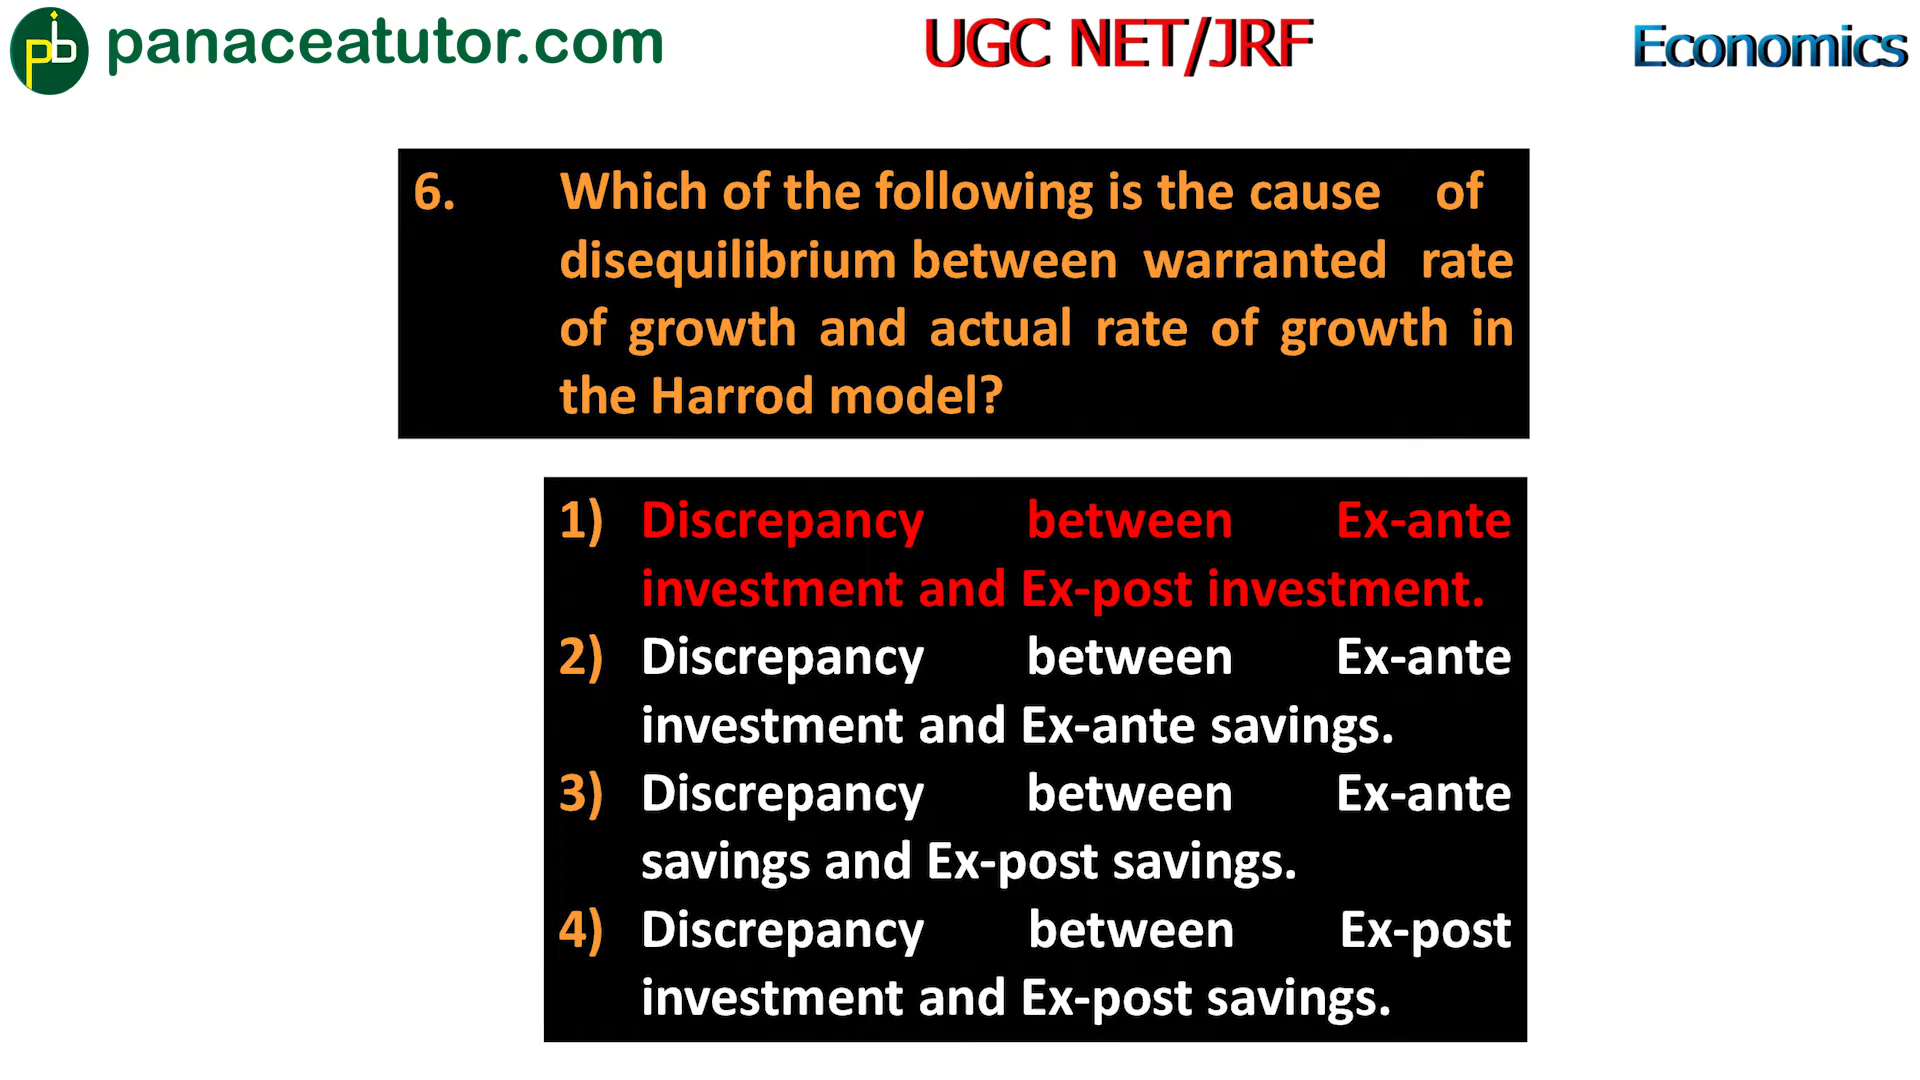 pb panaceatutor.com UGC NET/JRF Economics
6. Which of the following is the cause of
disequilibrium between warranted rate
of growth and actual rate of growth in
the Harrod model?
1) Discrepancy between Ex-ante
investment and Ex-post investment.
2) Discrepancy between Ex-ante
investment and Ex-ante savings.
3) Discrepancy between Ex-ante
savings and Ex-post savings.
4) Discrepancy between Ex-post
investment and Ex-post savings.